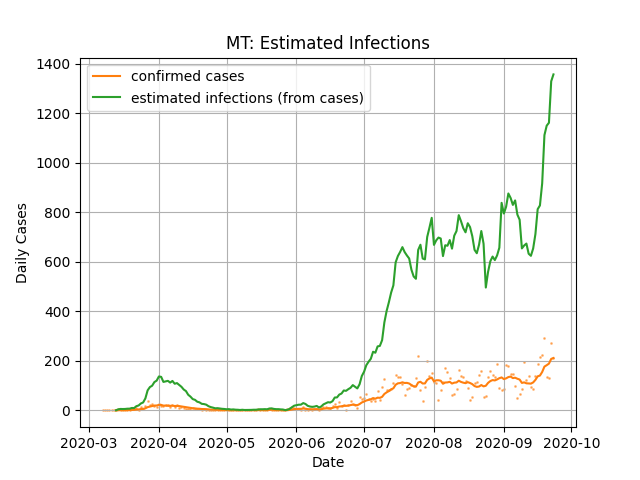 MT: Estimated Infections
confirmed cases
estimated infections (from cases)
Daily Cases
1400
1200
1000
800
600
400
200
0
2020-03 2020-04 2020-05 2020-06 2020-07 2020-08 2020-09 2020-10
Date